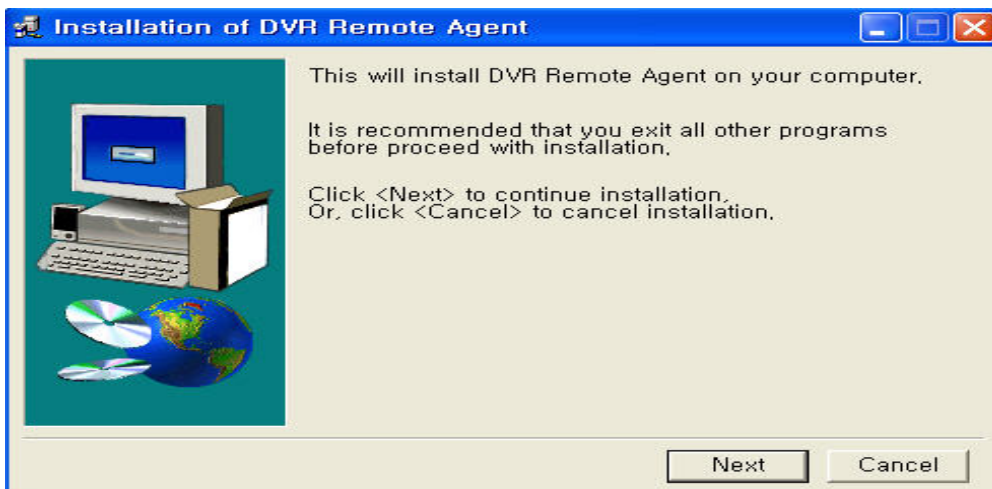 Installation of DVR Remote Agent
This will install DVR Remote Agent on your computer,
It is recommended that you exit all other programs
before proceed with installation,
Click <Next> to continue installation,
Or, click <Cancel> to cancel installation,
Next
Cancel